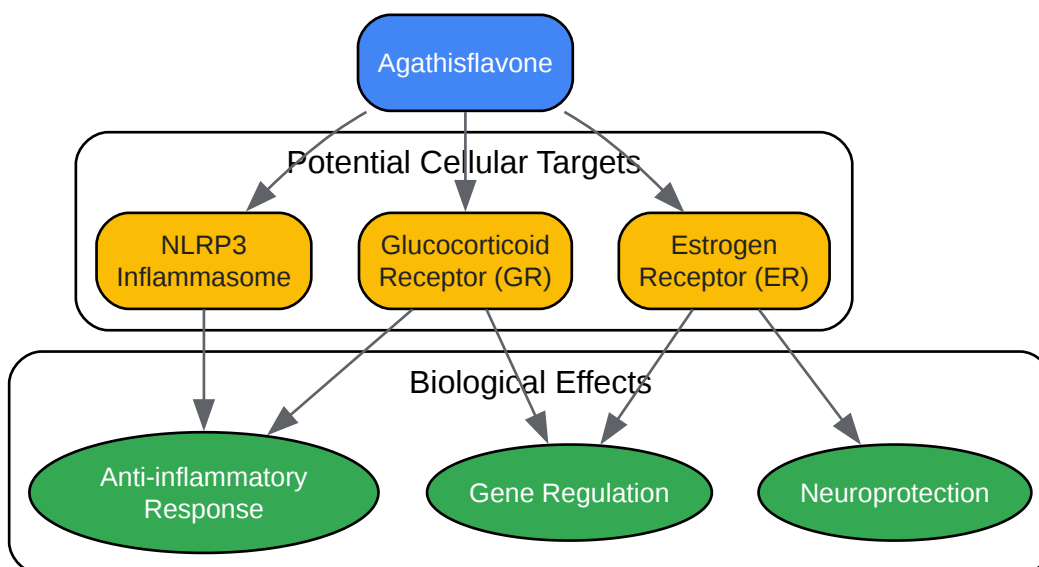 Agathisflavone
Potential Cellular Targets
NLRP3
Inflammasome
Glucocorticoid
Receptor (GR)
Estrogen
Receptor (ER)
Biological Effects
Anti-inflammatory
Response
Gene Regulation
Neuroprotection